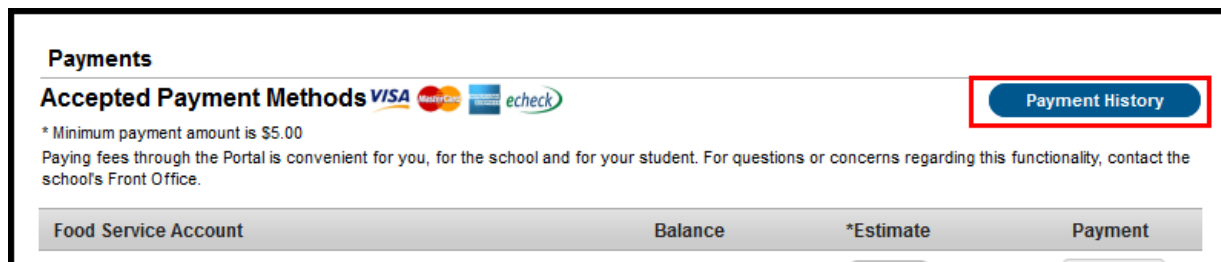 Payments
Accepted Payment Methods VISA MasterCard echeck
Payment History
* Minimum payment amount is $5.00
Paying fees through the Portal is convenient for you, for the school and for your student. For questions or concerns regarding this functionality, contact the
school's Front Office.
Food Service Account Balance *Estimate Payment